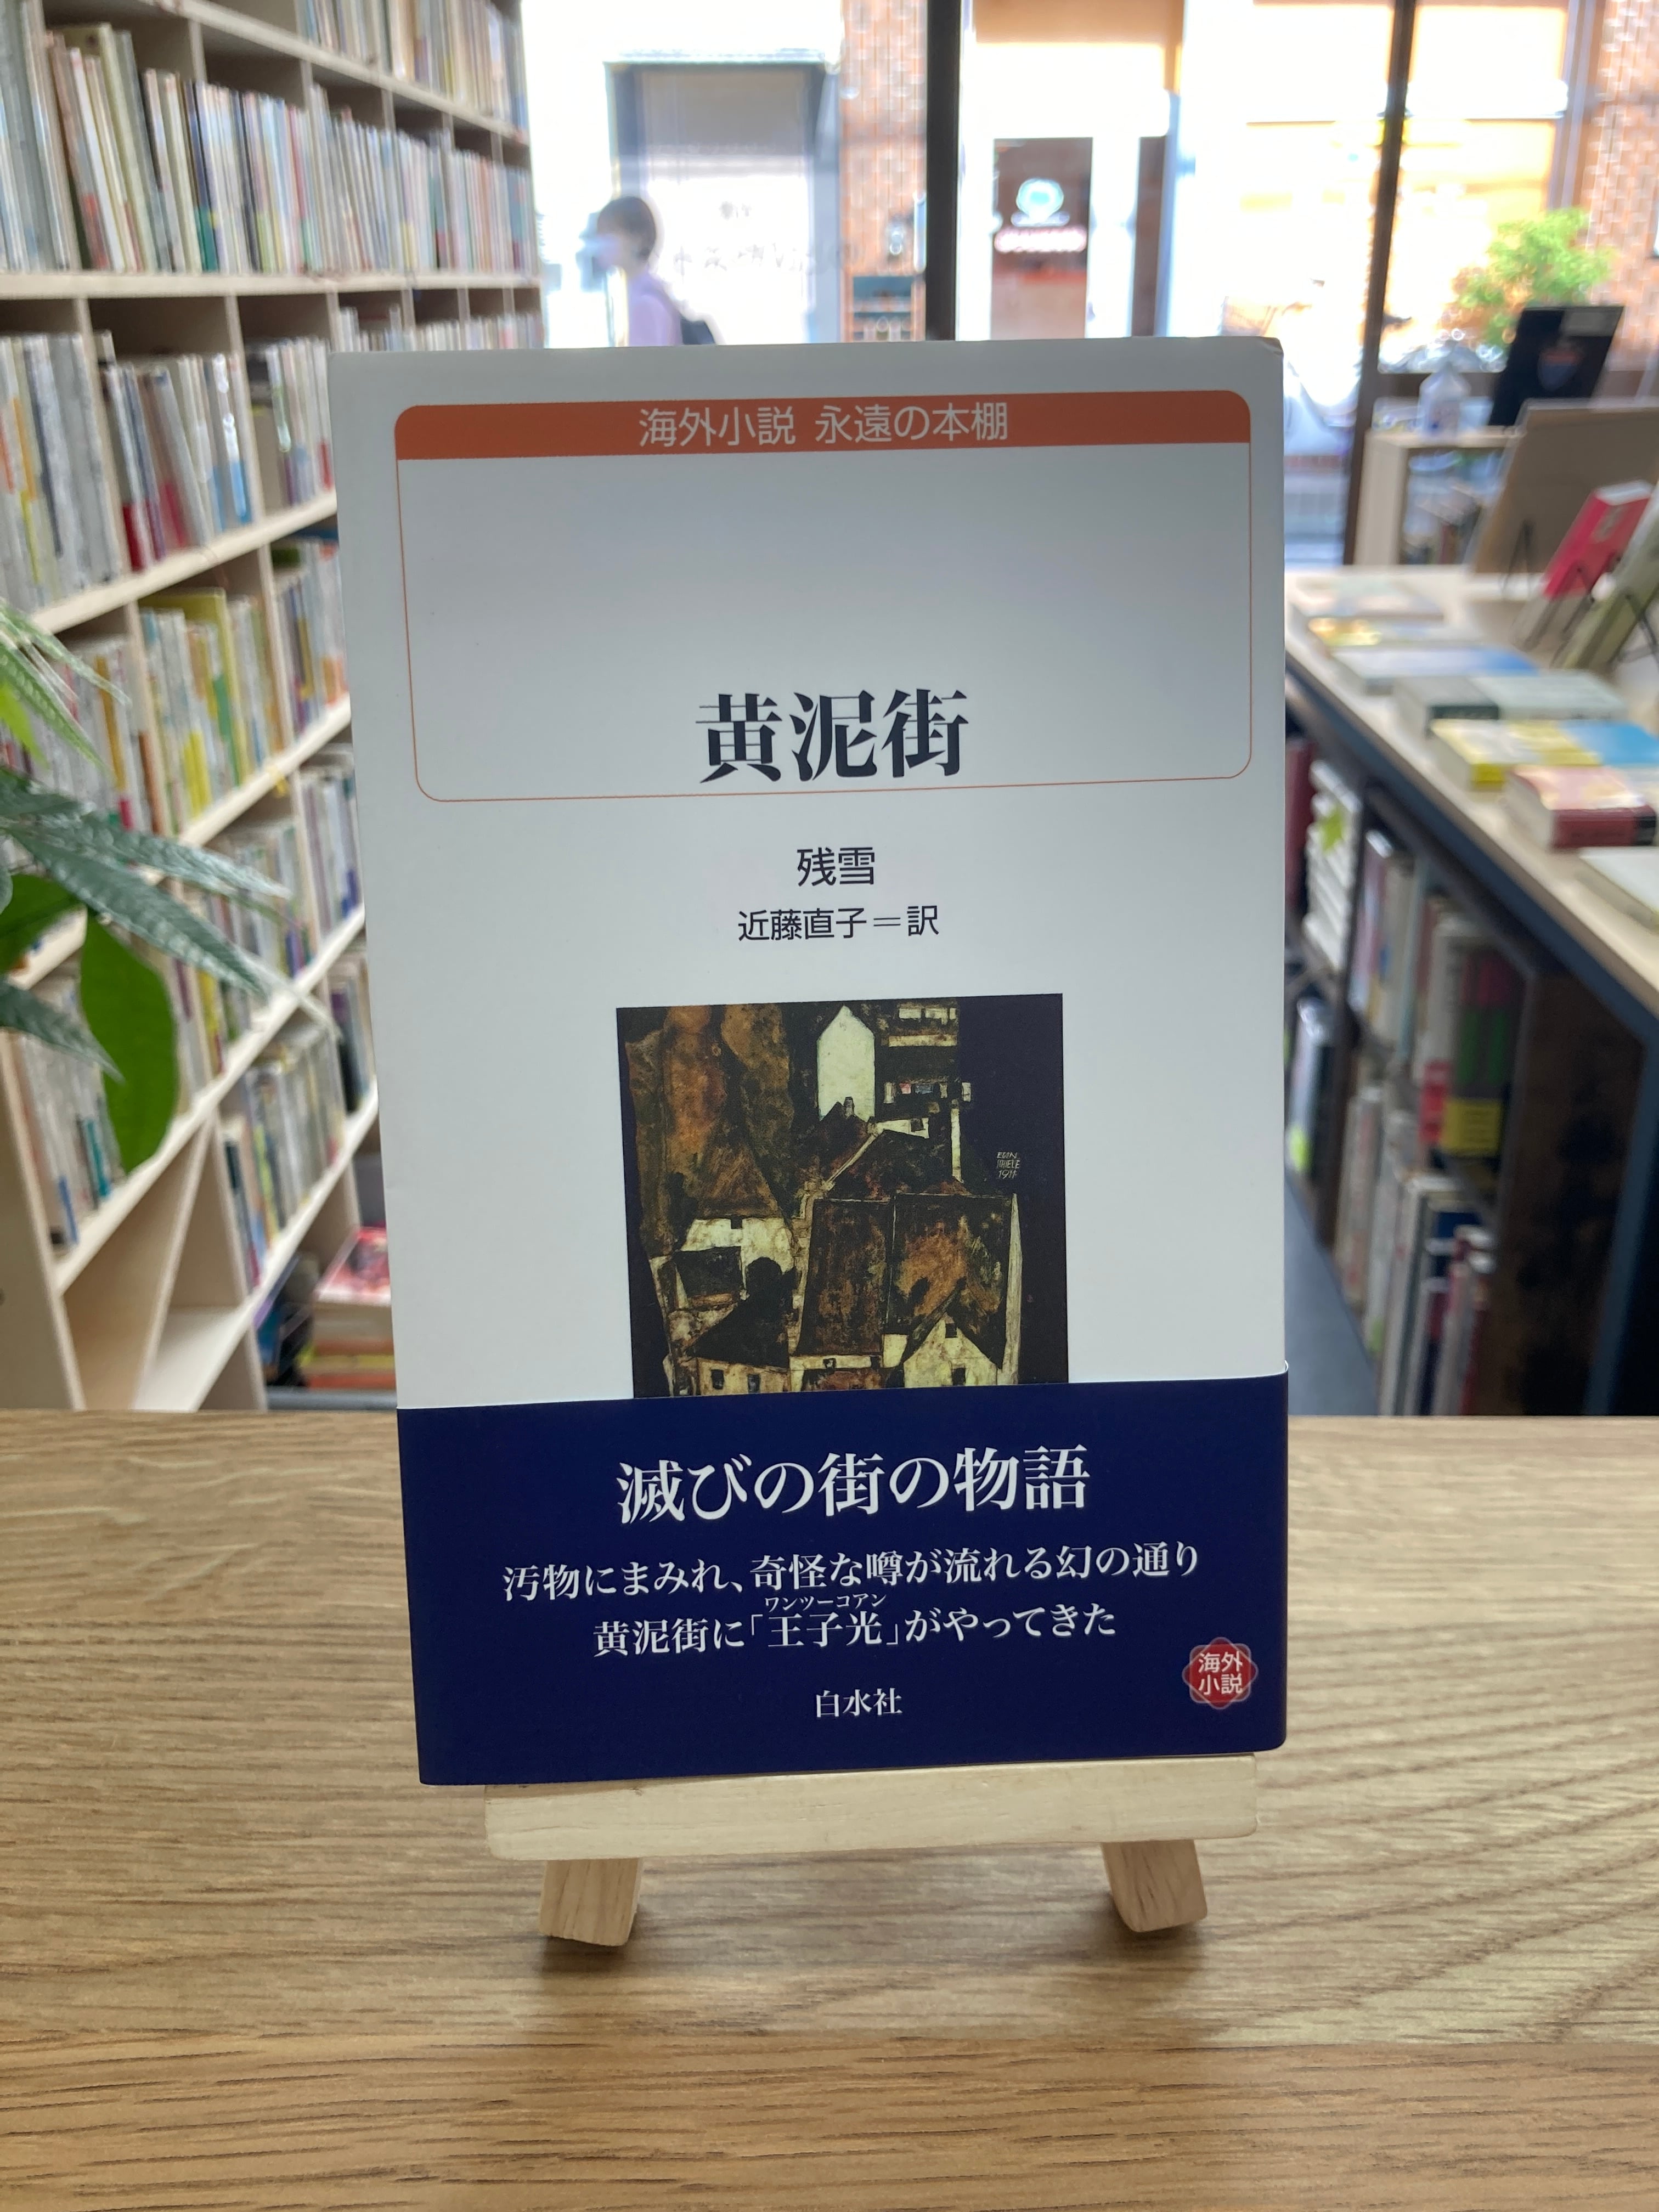 海外小説 永遠の本棚
黄泥街
残雪
近藤直子＝訳
EGON
SCHIELE
1911
滅びの街の物語
汚物にまみれ、奇怪な噂が流れる幻の通り
ワンツーコアン
黄泥街に「王子光」がやってきた
白水社
海外
小説